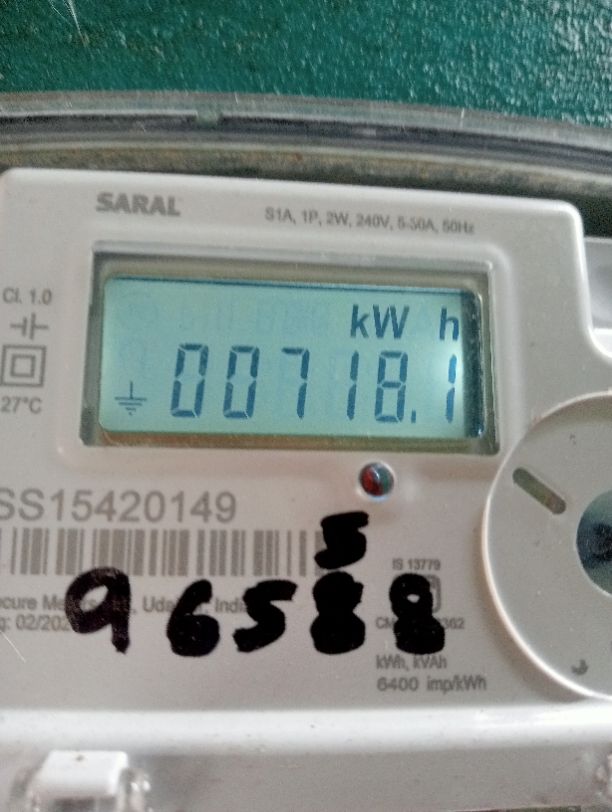 SARAL
S1A, 1P, 2W, 240V, 5-30A, 50Hz
Cl. 1.0
27°C
kW h
00718.1
SS15420149
IS 13779
5
96588
kWh, kVAh
6400 imp/kWh